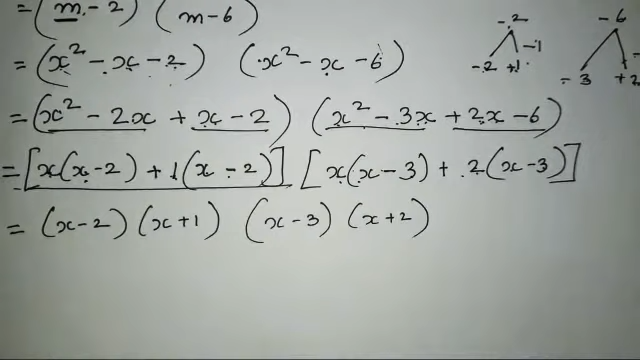 = (m - 2) (m - 6)
= (x² - x - 2) (x² - x - 6)
= (x² - 2x + x - 2) (x² - 3x + 2x - 6)
= [x(x - 2) + 1(x - 2)] [x(x - 3) + 2(x - 3)]
= (x - 2) (x + 1) (x - 3) (x + 2)
- 2
- 1
- 2 + 1
- 6
- 3 + 2